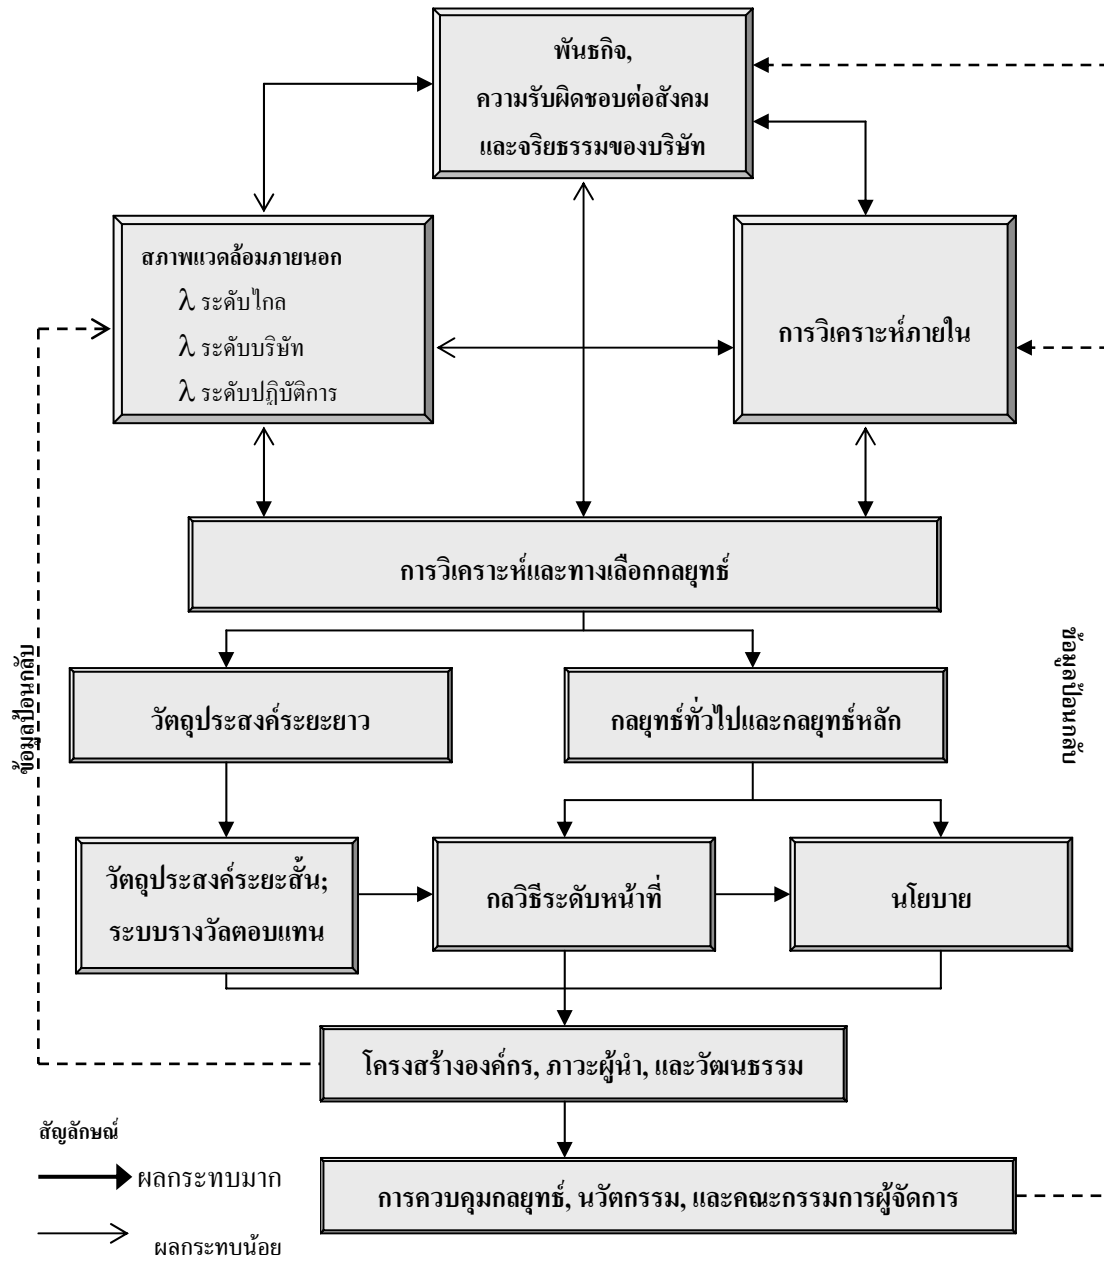 พันธกิจ,
ความรับผิดชอบต่อสังคม
และจริยธรรมของบริษัท
สภาพแวดล้อมภายนอก
λ ระดับไกล
λ ระดับบริษัท
λ ระดับปฏิบัติการ
การวิเคราะห์ภายใน
การวิเคราะห์และทางเลือกกลยุทธ์
ข้อมูลป้อนกลับ
ข้อมูลป้อนกลับ
วัตถุประสงค์ระยะยาว
กลยุทธ์ทั่วไปและกลยุทธ์หลัก
วัตถุประสงค์ระยะสั้น;
ระบบรางวัลตอบแทน
กลวิธีระดับหน้าที่
นโยบาย
โครงสร้างองค์กร, ภาวะผู้นำ, และวัฒนธรรม
การควบคุมกลยุทธ์, นวัตกรรม, และคณะกรรมการผู้จัดการ
สัญลักษณ์
ผลกระทบมาก
ผลกระทบน้อย